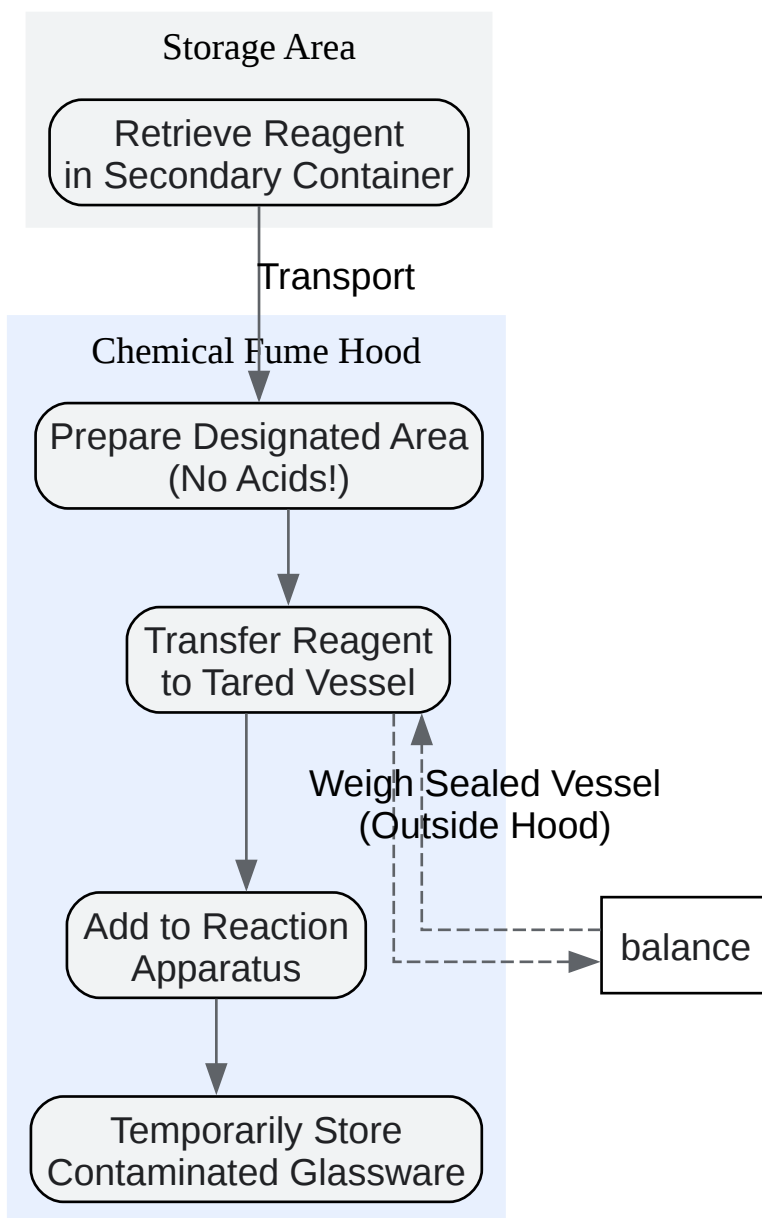 Storage Area
Retrieve Reagent
in Secondary Container
Transport
Chemical Fume Hood
Prepare Designated Area
(No Acids!)
Transfer Reagent
to Tared Vessel
Weigh Sealed Vessel
(Outside Hood)
Add to Reaction
Apparatus
balance
Temporarily Store
Contaminated Glassware